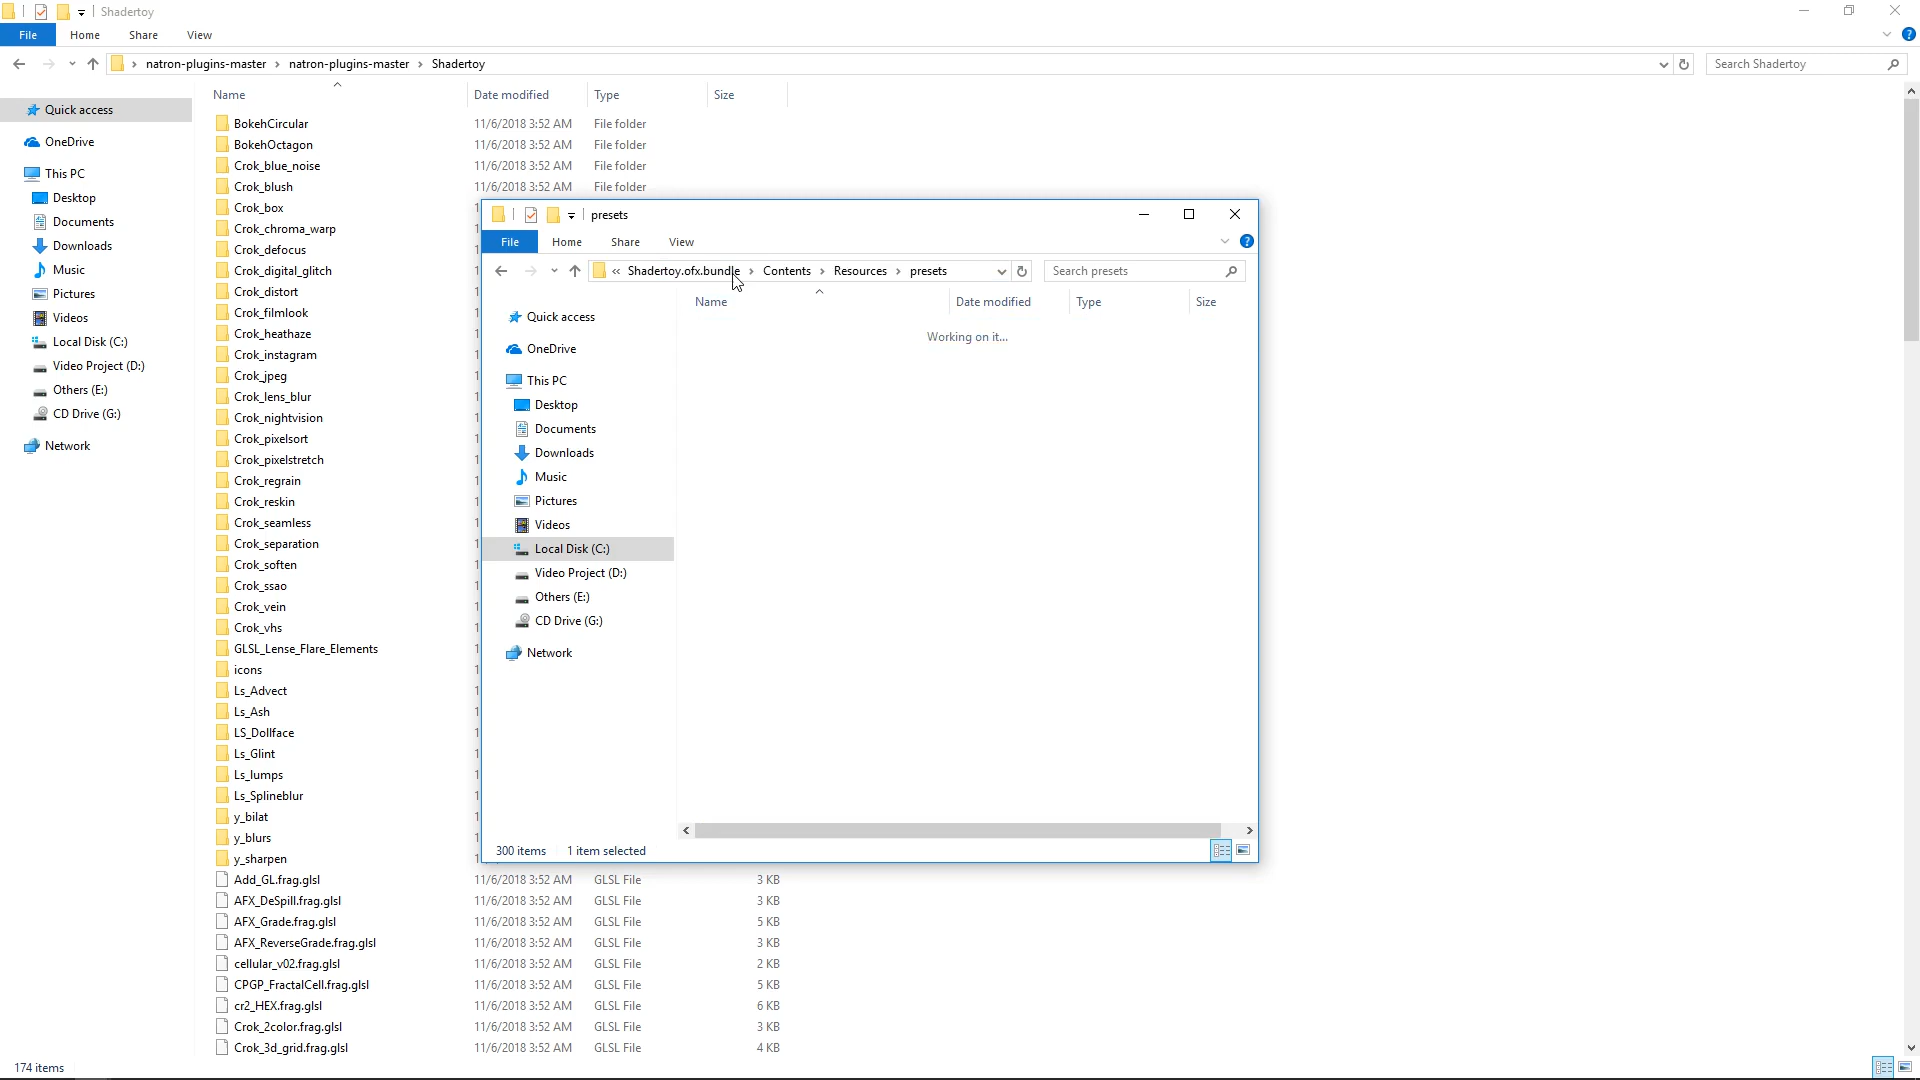 Shadertoy
File Home Share View
natron-plugins-master › natron-plugins-master › Shadertoy
Search Shadertoy
Name Date modified Type Size
Quick access
OneDrive
This PC
Desktop
Documents
Downloads
Music
Pictures
Videos
Local Disk (C:)
Video Project (D:)
Others (E:)
CD Drive (G:)
Network
BokehCircular 11/6/2018 3:52 AM File folder
BokehOctagon 11/6/2018 3:52 AM File folder
Crok_blue_noise 11/6/2018 3:52 AM File folder
Crok_blush 11/6/2018 3:52 AM File folder
Crok_box
Crok_chroma_warp
Crok_defocus
Crok_digital_glitch
Crok_distort
Crok_filmlook
Crok_heathaze
Crok_instagram
Crok_jpeg
Crok_lens_blur
Crok_nightvision
Crok_pixelsort
Crok_pixelstretch
Crok_regrain
Crok_reskin
Crok_seamless
Crok_separation
Crok_soften
Crok_ssao
Crok_vein
Crok_vhs
GLSL_Lense_Flare_Elements
icons
Ls_Advect
Ls_Ash
LS_Dollface
Ls_Glint
Ls_lumps
Ls_Splineblur
y_bilat
y_blurs
y_sharpen
Add_GL.frag.glsl 11/6/2018 3:52 AM GLSL File 3 KB
AFX_DeSpill.frag.glsl 11/6/2018 3:52 AM GLSL File 3 KB
AFX_Grade.frag.glsl 11/6/2018 3:52 AM GLSL File 5 KB
AFX_ReverseGrade.frag.glsl 11/6/2018 3:52 AM GLSL File 3 KB
cellular_v02.frag.glsl 11/6/2018 3:52 AM GLSL File 2 KB
CPGP_FractalCell.frag.glsl 11/6/2018 3:52 AM GLSL File 5 KB
cr2_HEX.frag.glsl 11/6/2018 3:52 AM GLSL File 6 KB
Crok_2color.frag.glsl 11/6/2018 3:52 AM GLSL File 3 KB
Crok_3d_grid.frag.glsl 11/6/2018 3:52 AM GLSL File 4 KB
174 items
presets
File Home Share View
« Shadertoy.ofx.bundle › Contents › Resources › presets
Search presets
Name Date modified Type Size
Working on it...
Quick access
OneDrive
This PC
Desktop
Documents
Downloads
Music
Pictures
Videos
Local Disk (C:)
Video Project (D:)
Others (E:)
CD Drive (G:)
Network
300 items 1 item selected